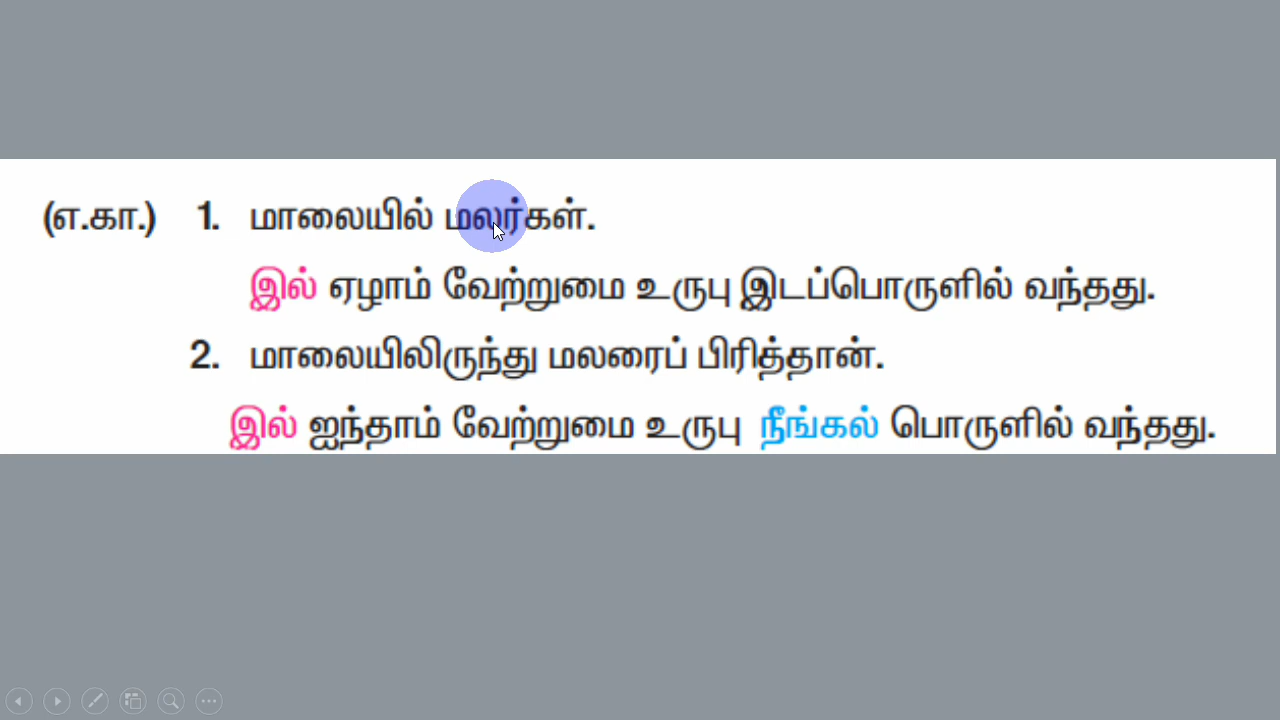 (எ.கா.) 1. மாலையில் மலர்கள்.
இல் ஏழாம் வேற்றுமை உருபு இடப்பொருளில் வந்தது.
2. மாலையிலிருந்து மலரைப் பிரித்தான்.
இல் ஐந்தாம் வேற்றுமை உருபு நீங்கல் பொருளில் வந்தது.